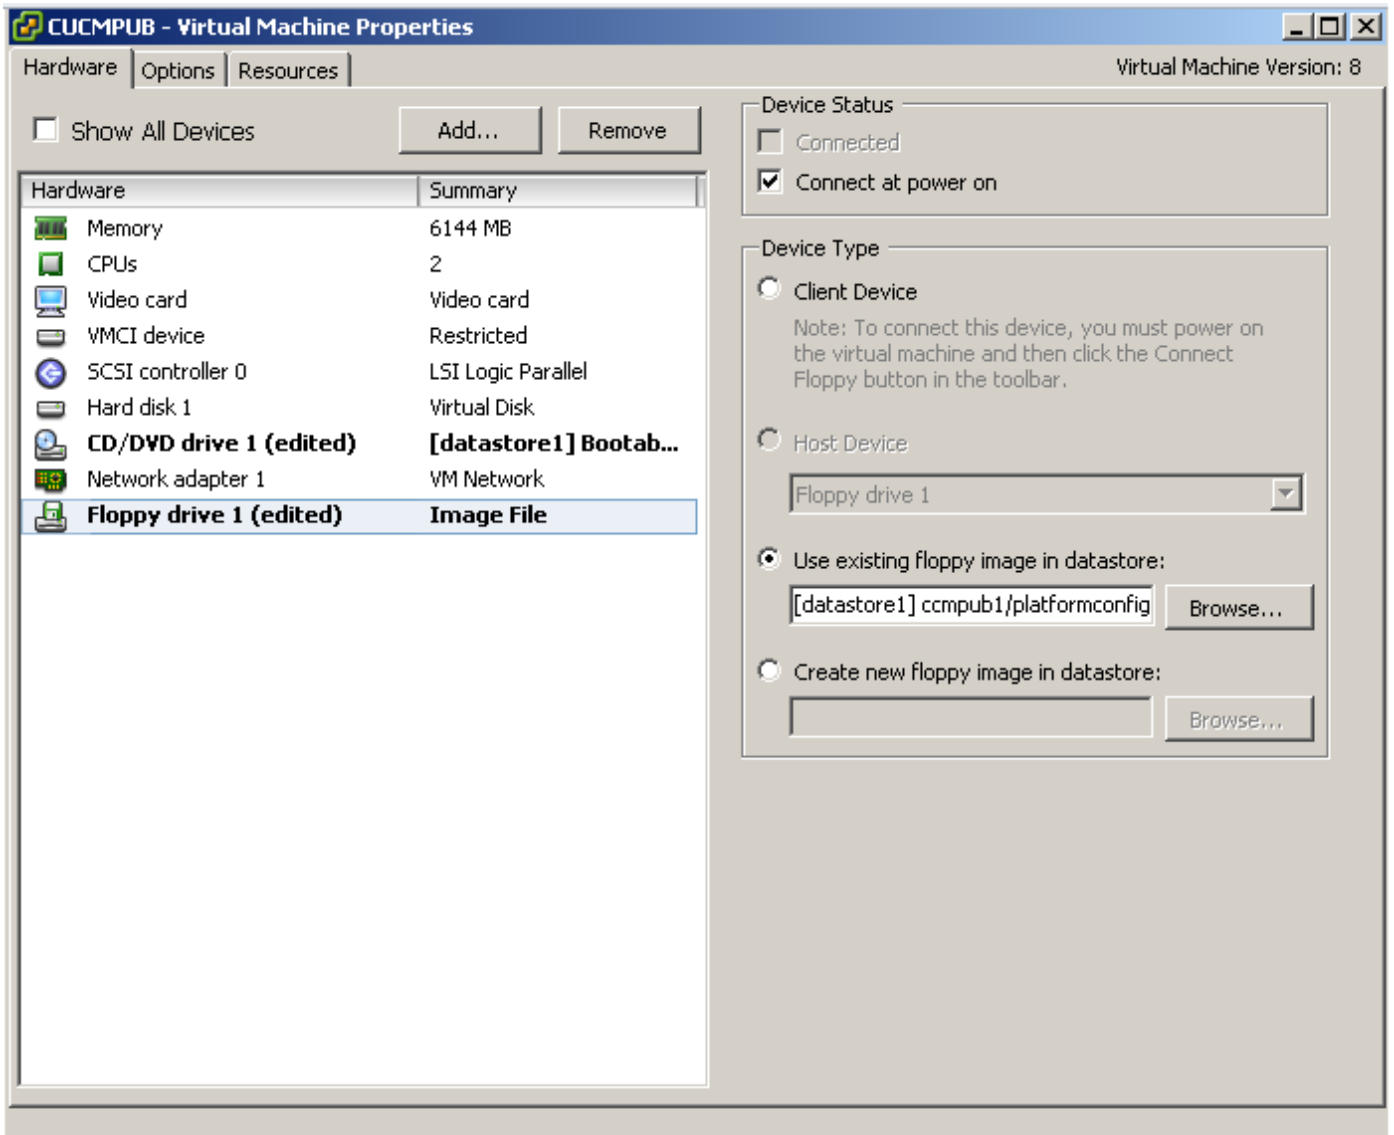 CUCMPUB - Virtual Machine Properties
Hardware Options Resources Virtual Machine Version: 8
Show All Devices Add... Remove
Hardware Summary
Memory 6144 MB
CPUs 2
Video card Video card
VMCI device Restricted
SCSI controller 0 LSI Logic Parallel
Hard disk 1 Virtual Disk
CD/DVD drive 1 (edited) [datastore1] Bootab...
Network adapter 1 VM Network
Floppy drive 1 (edited) Image File
Device Status
Connected
Connect at power on
Device Type
Client Device
Note: To connect this device, you must power on
the virtual machine and then click the Connect
Floppy button in the toolbar.
Host Device
Floppy drive 1
Use existing floppy image in datastore:
[datastore1] ccmpub1/platformconfig Browse...
Create new floppy image in datastore:
Browse...